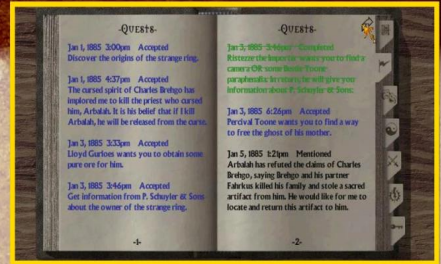 -QUESTS-
Jan 1, 1885 3:00pm Accepted
Discover the origins of the strange ring.
Jan 1, 1885 4:37pm Accepted
The cursed spirit of Charles Brehgo has
implored me to kill the priest who cursed
him, Arbalah. It is his belief that if I kill
Arbalah, he will be released from the curse.
Jan 3, 1885 3:33pm Accepted
Lloyd Gurloes wants you to obtain some
pure ore for him.
Jan 3, 1885 3:46pm Accepted
Get information from P. Schuyler & Sons
about the owner of the strange ring.
-1-
-QUESTS-
Jan 3, 1885 3:46pm Completed
Ristezze the importer wants you to find a
camera OR some Bessie Toone
paraphenalia. In return, he will give you
information about P. Schuyler & Sons.
Jan 3, 1885 6:26pm Accepted
Percival Toone wants you to find a way
to free the ghost of his mother.
Jan 5, 1885 1:21pm Mentioned
Arbalah has refuted the claims of Charles
Brehgo, saying Brehgo and his partner
Fahrkus killed his family and stole a sacred
artifact from him. He would like for me to
locate and return this artifact to him.
-2-